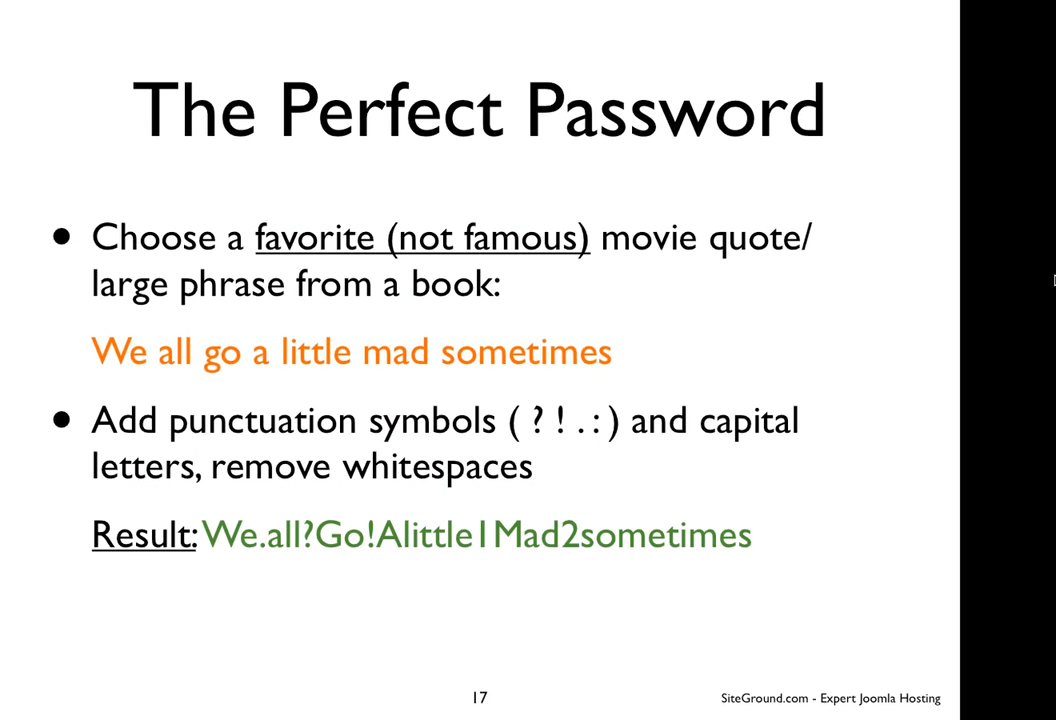 The Perfect Password
• Choose a favorite (not famous) movie quote/
large phrase from a book:
We all go a little mad sometimes
• Add punctuation symbols ( ? ! . : ) and capital
letters, remove whitespaces
Result: We.all?Go!Alittle1Mad2sometimes
17
SiteGround.com - Expert Joomla Hosting